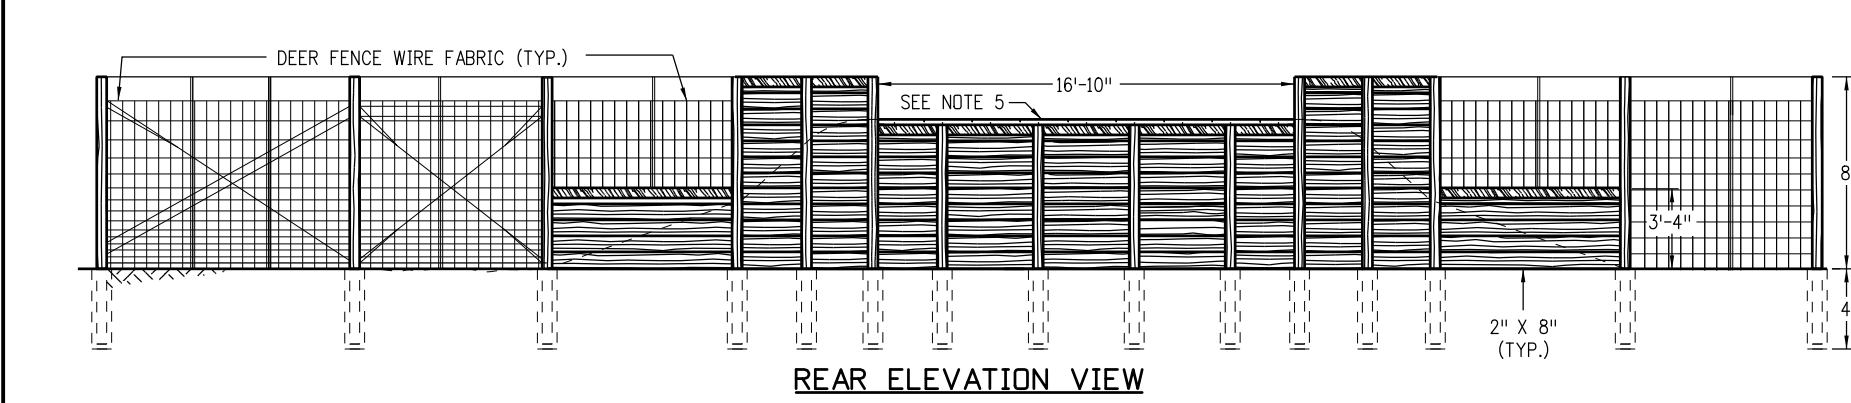 DEER FENCE WIRE FABRIC (TYP.)
16'-10"
SEE NOTE 5
8
3'-4"
4
2" X 8"
(TYP.)
REAR ELEVATION VIEW